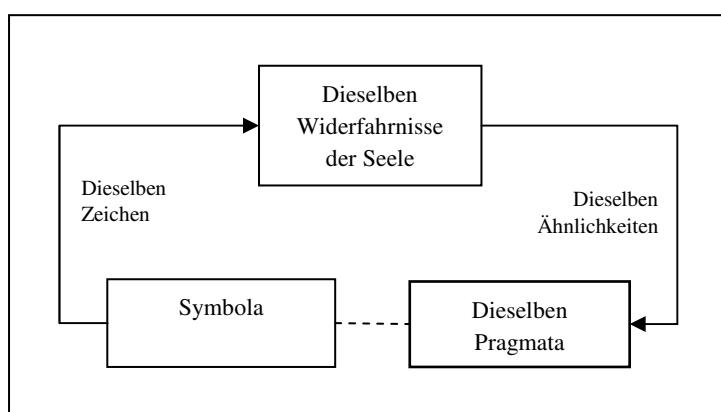 Dieselben
Widerfahrnisse
der Seele
Dieselben
Zeichen
Dieselben
Ähnlichkeiten
Symbola
Dieselben
Pragmata